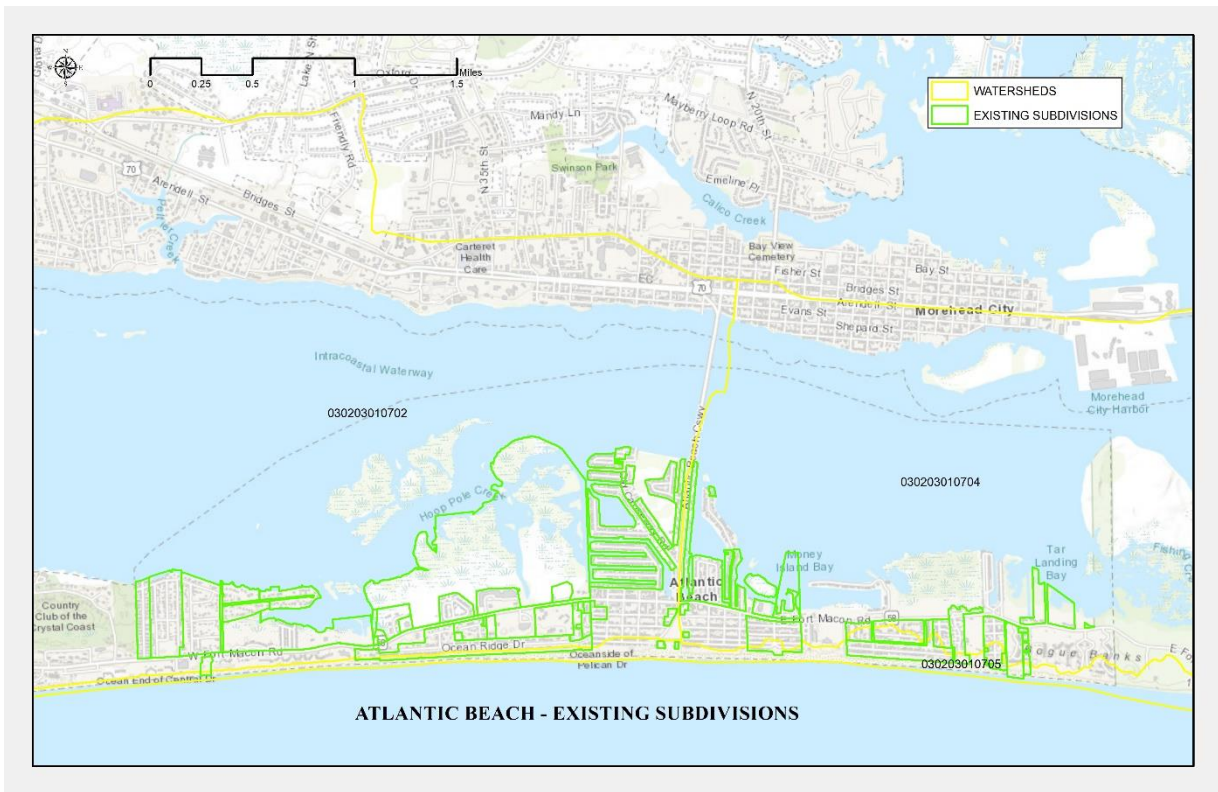 Gloria D
Lake N St
Oxford Dr
0 0.25 0.5 1 1.5
Miles
WATERSHEDS
EXISTING SUBDIVISIONS
Friendly Rd
N 35th St
Mandy Ln
Mayberry Loop Rd
N 20th St
Swinson Park
Emeline Pl
Calico Creek
70
Arendell St
Bridges St
Carteret
Health
Care
Bay View
Cemetery
Fisher St
Bay St
Bridges St
Arendell St
70
Evans St
Shepard St
Morehead City
Intracoastal Waterway
Morehead
City Harbor
030203010702
030203010704
Hoop Pole Creek
Atlantic Beach Cswy
Money
Island Bay
Tar
Landing
Bay
Atlantic
Beach
Country
Club of the
Crystal Coast
W Fort Macon Rd
E Fort Macon Rd
58
Ocean Ridge Dr
Oceanside of
Pelican Dr
Bogue Banks
E Fo
030203010705
ATLANTIC BEACH - EXISTING SUBDIVISIONS